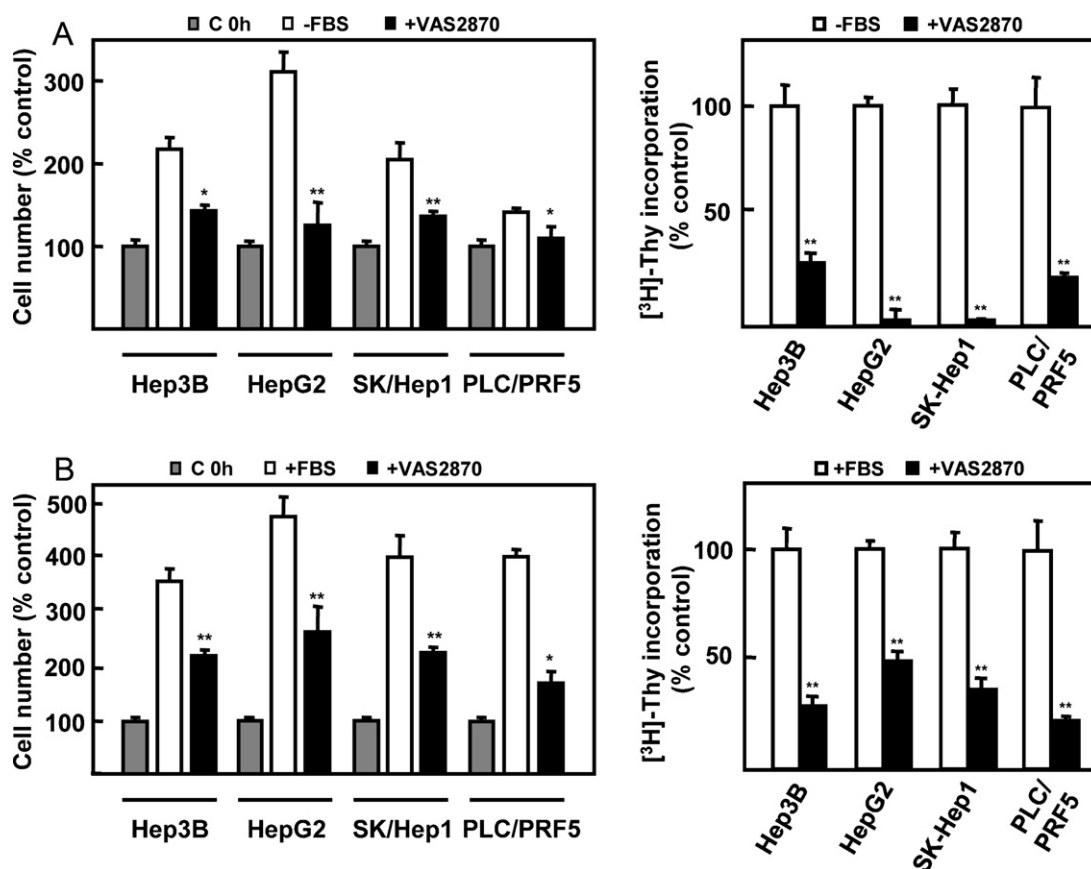 A
C 0h -FBS +VAS2870
Cell number (% control)
300
200
100
* ** ** *
Hep3B HepG2 SK/Hep1 PLC/PRF5
-FBS +VAS2870
[³H]-Thy incorporation
(% control)
100
50
** ** ** **
Hep3B
HepG2
SK-Hep1
PLC/
PRF5
B
C 0h +FBS +VAS2870
Cell number (% control)
500
400
300
200
100
** ** ** *
Hep3B HepG2 SK/Hep1 PLC/PRF5
+FBS +VAS2870
[³H]-Thy incorporation
(% control)
100
50
** ** ** **
Hep3B
HepG2
SK-Hep1
PLC/
PRF5